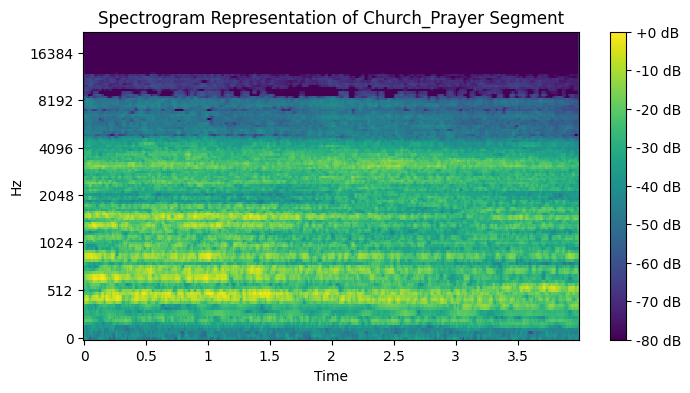 Spectrogram Representation of Church_Prayer Segment
Hz
16384
8192
4096
2048
1024
512
0
0 0.5 1 1.5 2 2.5 3 3.5
Time
+0 dB
-10 dB
-20 dB
-30 dB
-40 dB
-50 dB
-60 dB
-70 dB
-80 dB